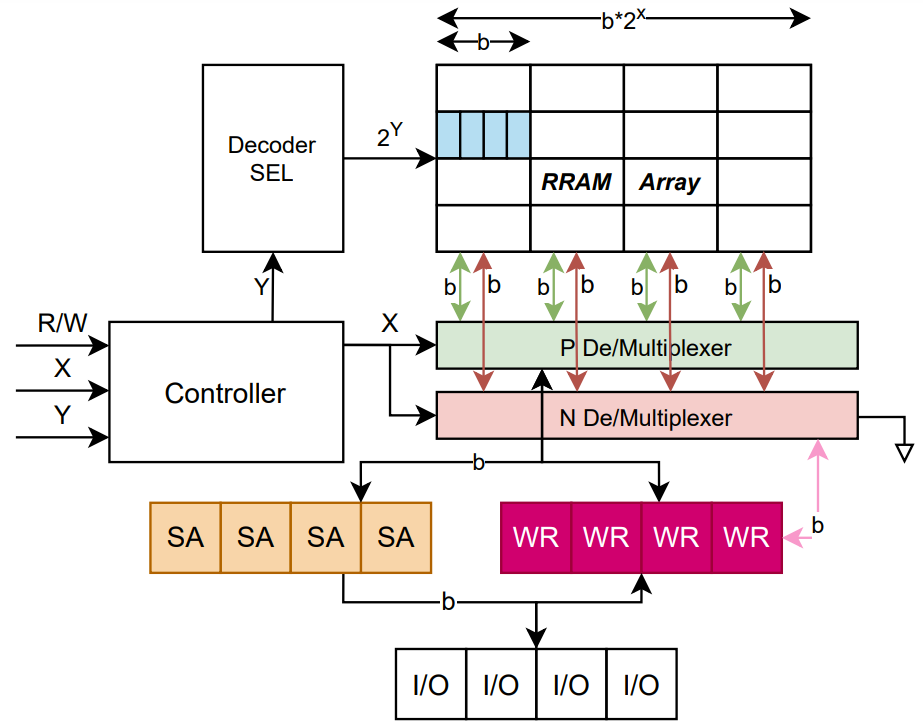 b*2^X
b
Decoder
SEL
2^Y
RRAM Array
b b b b b b b b
Y
R/W
X
Y
Controller
X
P De/Multiplexer
N De/Multiplexer
b
SA SA SA SA
WR WR WR WR
b
b
I/O I/O I/O I/O